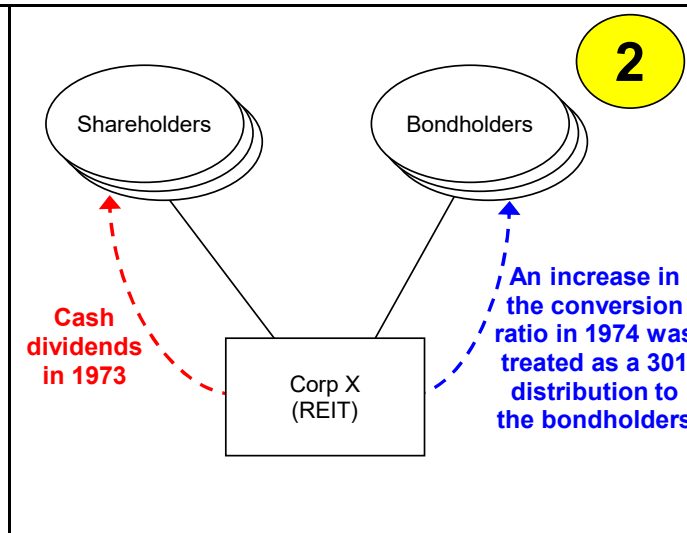 2
Shareholders
Bondholders
Cash
dividends
in 1973
An increase in
the conversion
ratio in 1974 was
treated as a 301
distribution to
the bondholders
Corp X
(REIT)